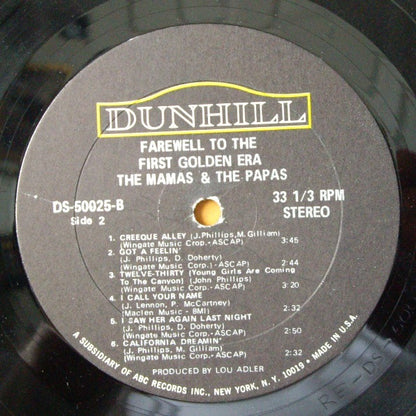 DUNHILL
FAREWELL TO THE
FIRST GOLDEN ERA
THE MAMAS & THE PAPAS
DS-50025-B
Side 2
33 1/3 RPM
STEREO
1. CREEQUE ALLEY (J.Phillips,M.Gilliam)
(Wingate Music Corp.-ASCAP) 3:45
2. GOT A FEELIN'
(J. Phillips, D. Doherty)
(Wingate Music Corp.) -ASCAP) 2:44
3. TWELVE-THIRTY (Young Girls Are Coming
To The Canyon) (John Phillips)
(Wingate Music Corp.-ASCAP) 3:20
4. I CALL YOUR NAME
(J. Lennon, P. McCartney)
(Maclen Music - BMI) 2:32
5. I SAW HER AGAIN LAST NIGHT
(J. Phillips, D. Doherty)
(Wingate Music Corp.-ASCAP) 2:50
6. CALIFORNIA DREAMIN'
(J. Phillips, M. Gilliam)
(Wingate Music Corp.-ASCAP) 2:32
PRODUCED BY LOU ADLER
A SUBSIDIARY OF ABC RECORDS INC., NEW YORK, N.Y. 10019 • MADE IN U.S.A.